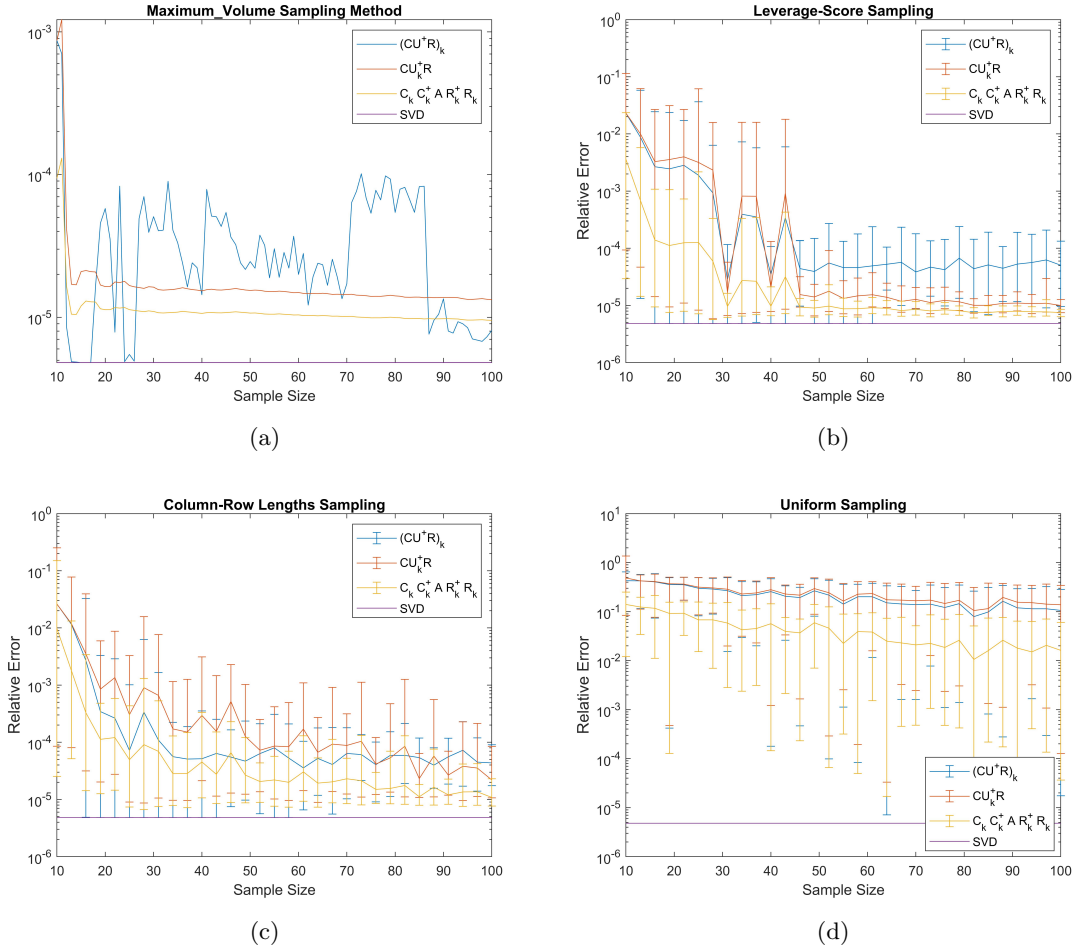 Maximum_Volume Sampling Method
10^-3
10^-4
10^-5
(CU^+R)_k
CU_k^+R
C_k C_k^+ A R_k^+ R_k
SVD
10 20 30 40 50 60 70 80 90 100
Sample Size
(a)
Leverage-Score Sampling
Relative Error
10^0
10^-1
10^-2
10^-3
10^-4
10^-5
10^-6
(CU^+R)_k
CU_k^+R
C_k C_k^+ A R_k^+ R_k
SVD
10 20 30 40 50 60 70 80 90 100
Sample Size
(b)
Column-Row Lengths Sampling
Relative Error
10^0
10^-1
10^-2
10^-3
10^-4
10^-5
10^-6
(CU^+R)_k
CU_k^+R
C_k C_k^+ A R_k^+ R_k
SVD
10 20 30 40 50 60 70 80 90 100
Sample Size
(c)
Uniform Sampling
Relative Error
10^1
10^0
10^-1
10^-2
10^-3
10^-4
10^-5
10^-6
(CU^+R)_k
CU_k^+R
C_k C_k^+ A R_k^+ R_k
SVD
10 20 30 40 50 60 70 80 90 100
Sample Size
(d)